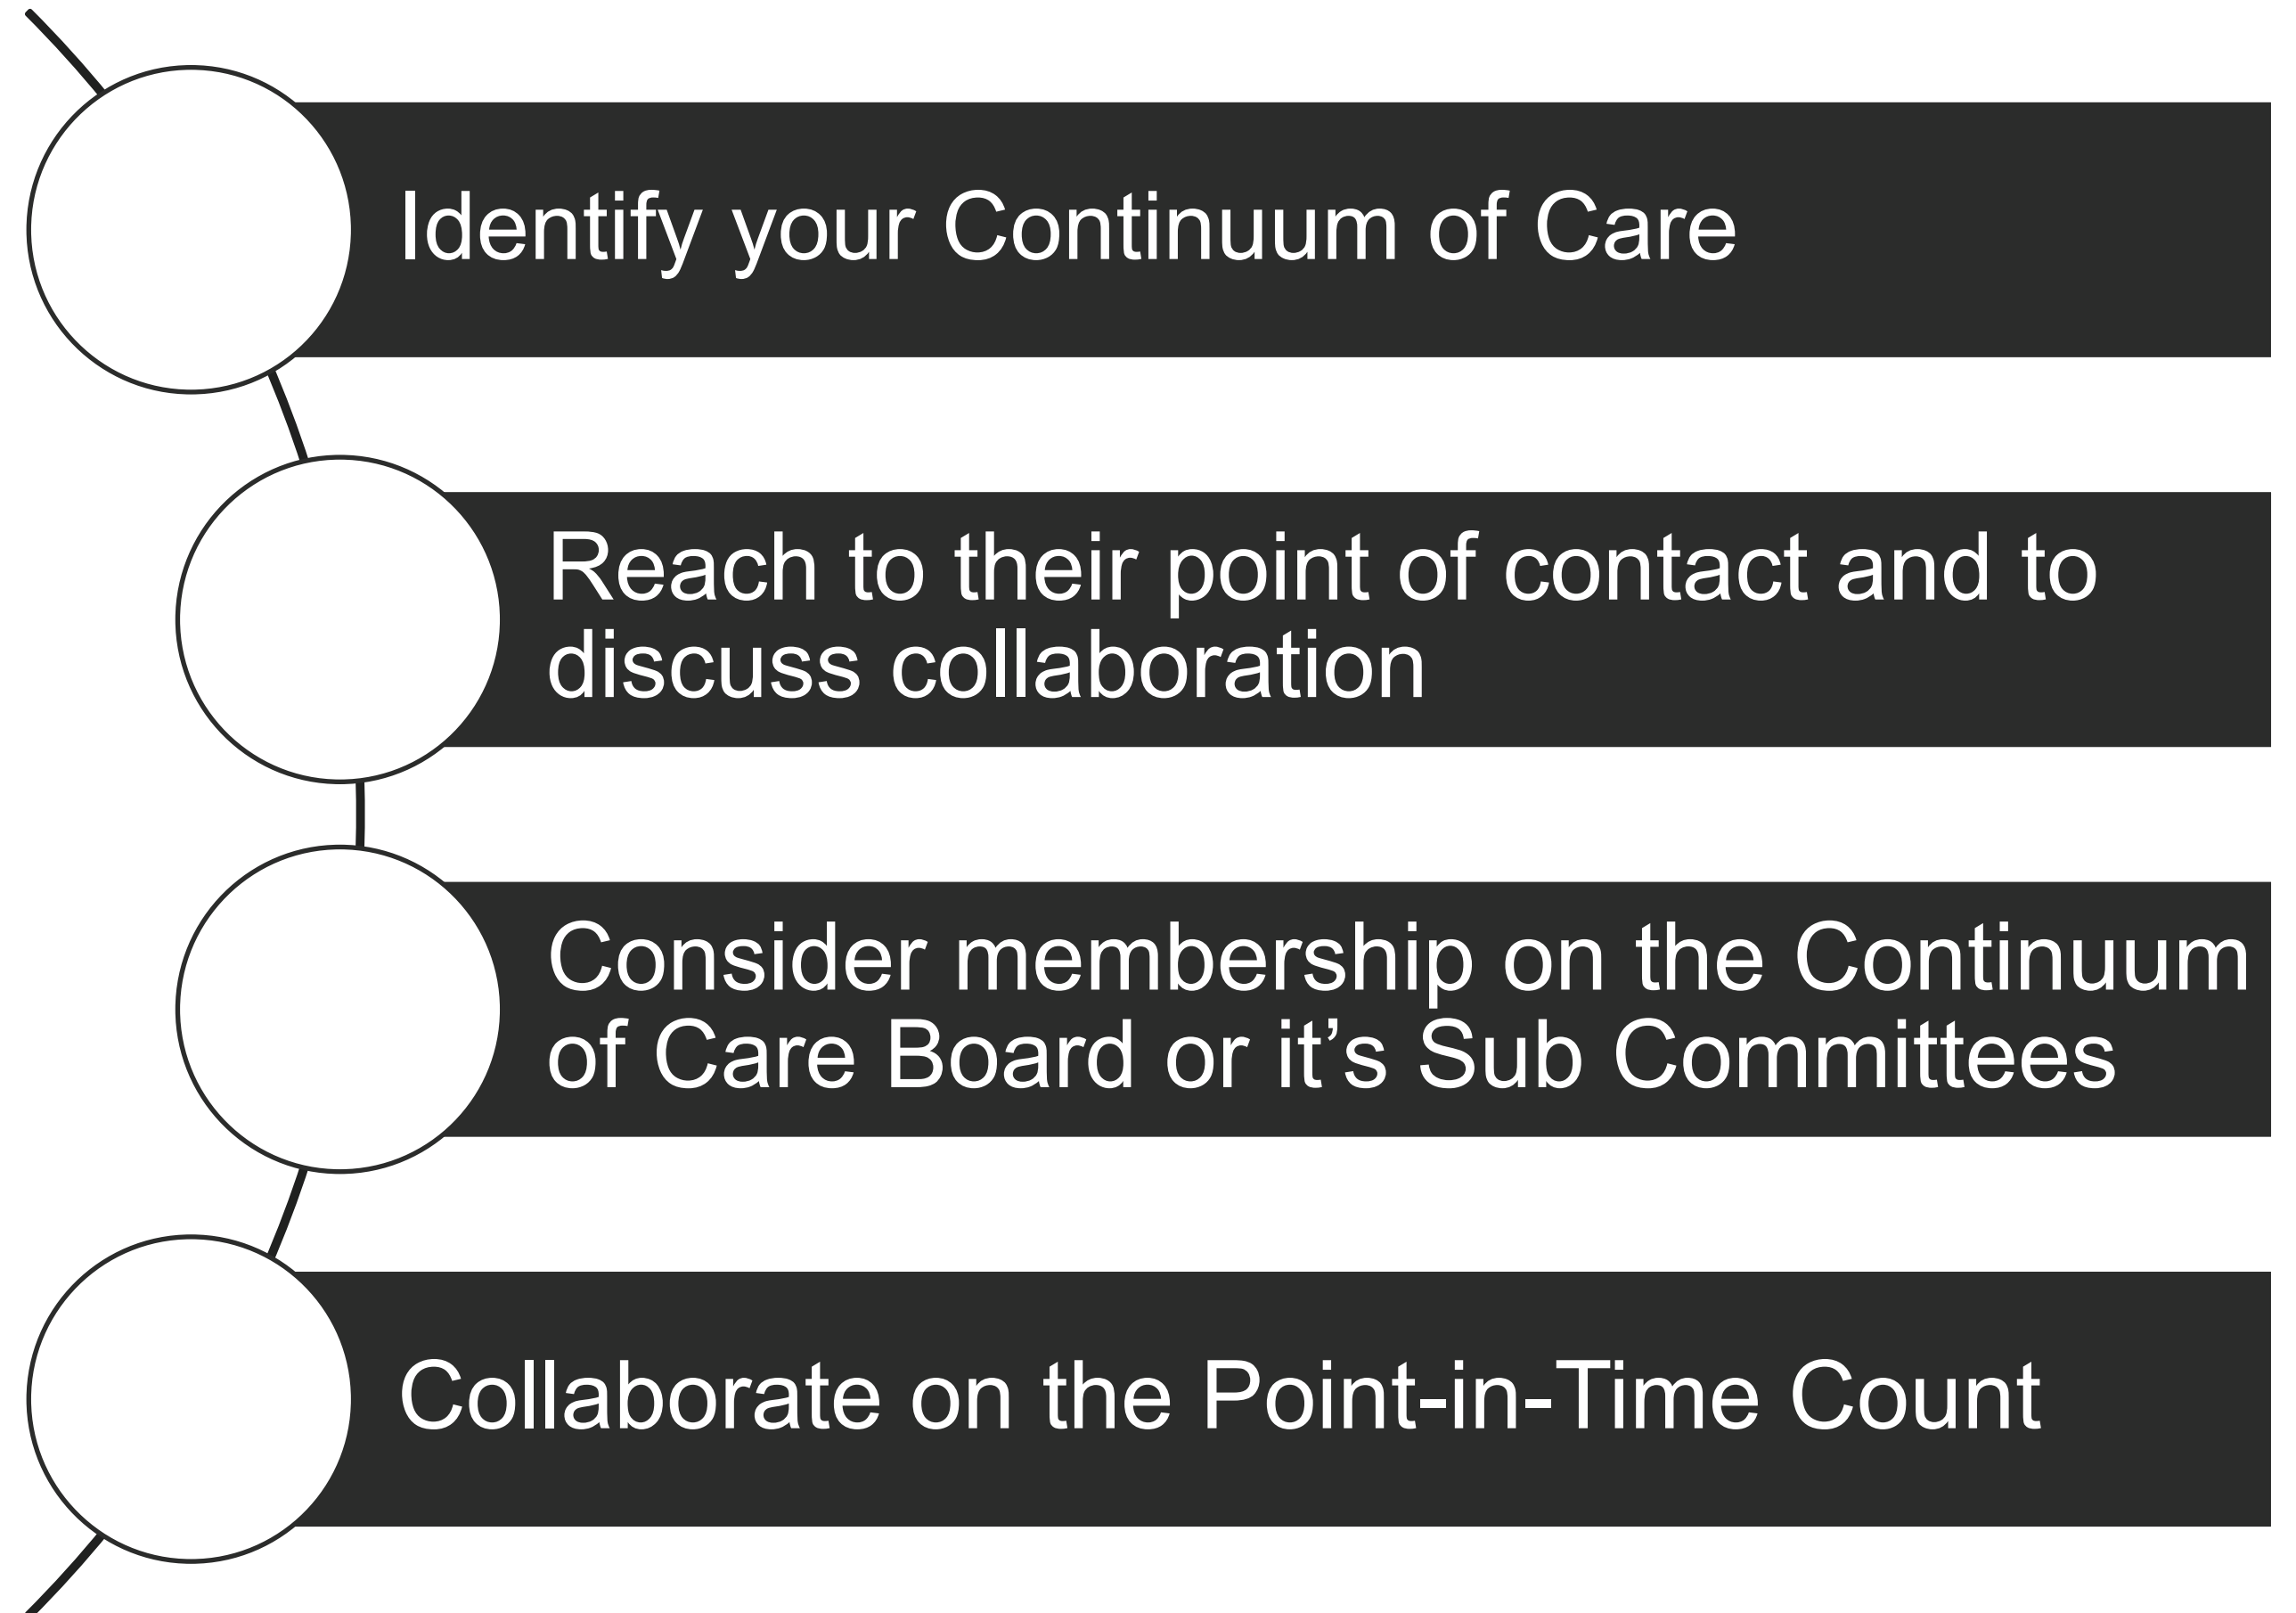 Identify your Continuum of Care
Reach to their point of contact and to
discuss collaboration
Consider membership on the Continuum
of Care Board or it’s Sub Committees
Collaborate on the Point-in-Time Count